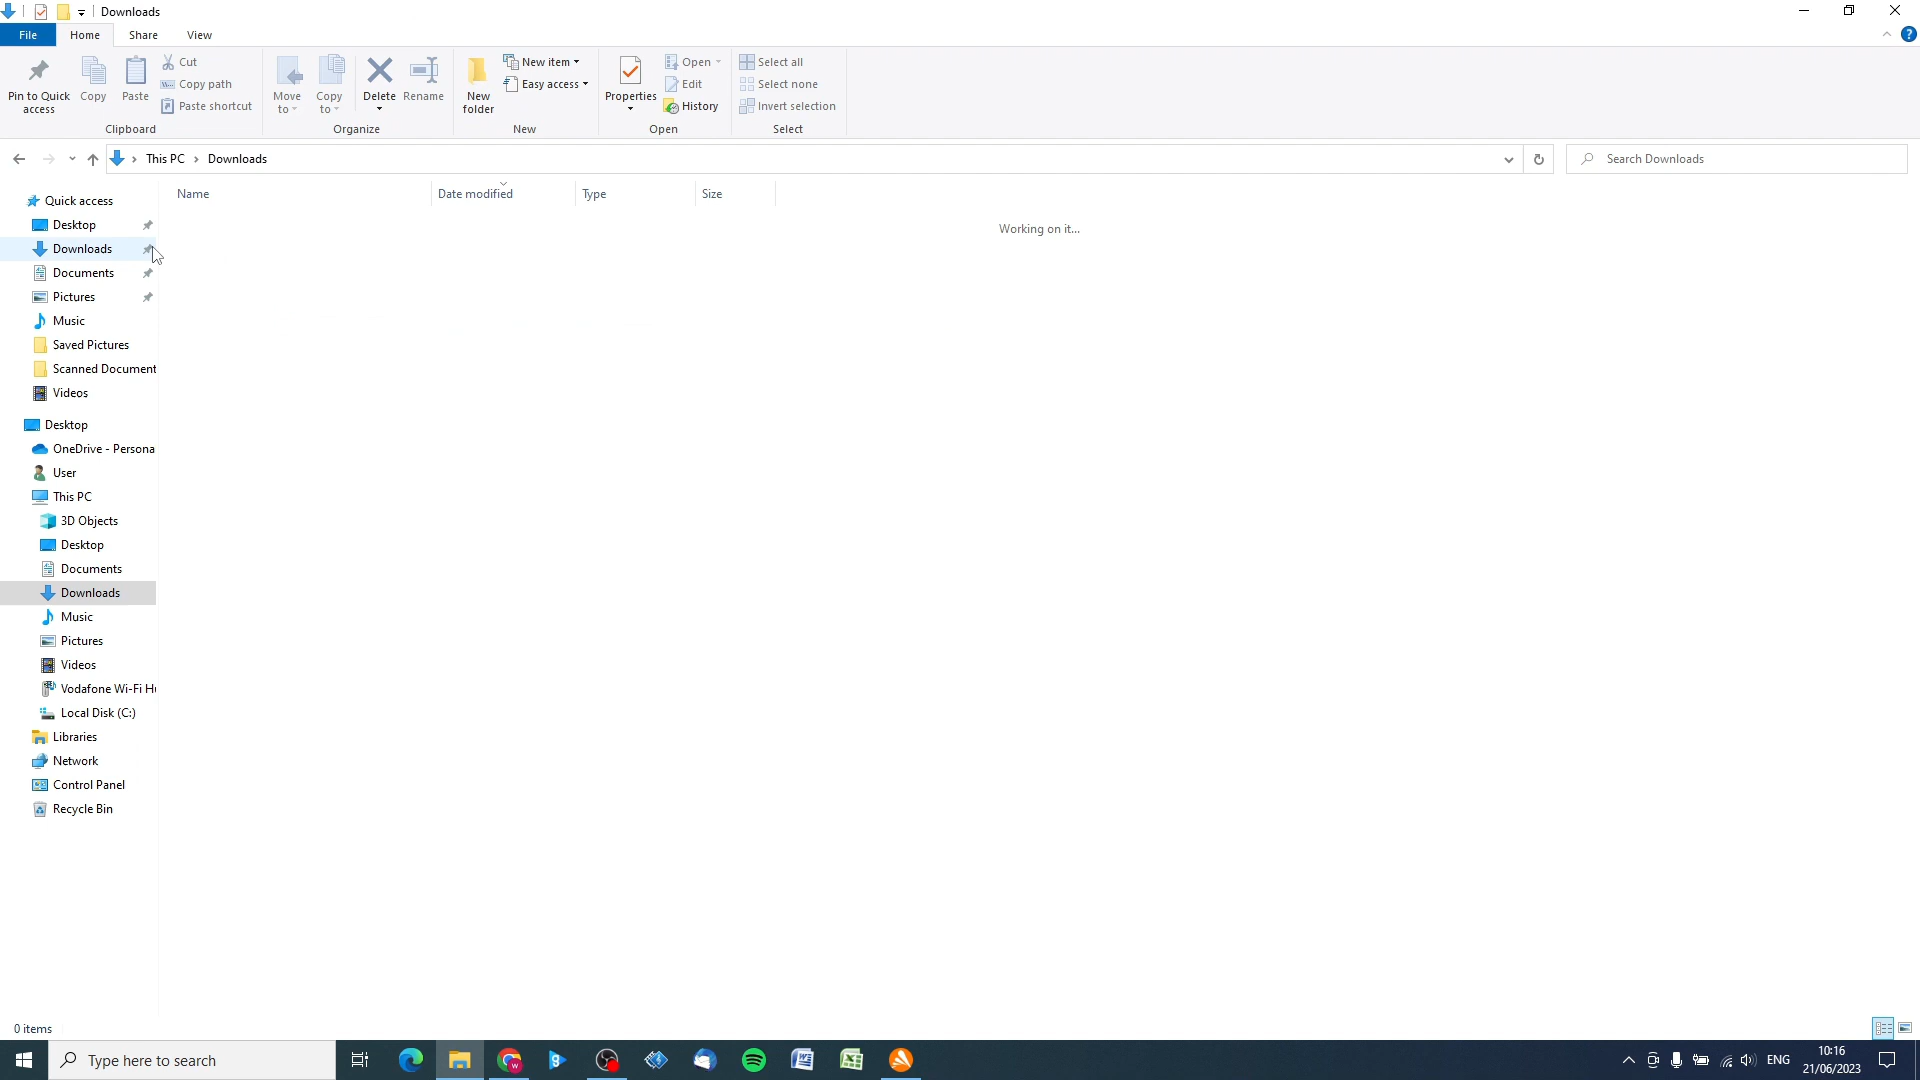 Downloads
File Home Share View
Pin to Quick access
Copy
Paste
Cut
Copy path
Paste shortcut
Clipboard
Move to
Copy to
Delete
Rename
Organize
New folder
New item
Easy access
New
Properties
Open
Edit
History
Open
Select all
Select none
Invert selection
Select
This PC › Downloads
Search Downloads
Name Date modified Type Size
Working on it...
Quick access
Desktop
Downloads
Documents
Pictures
Music
Saved Pictures
Scanned Document
Videos
Desktop
OneDrive - Persona
User
This PC
3D Objects
Desktop
Documents
Downloads
Music
Pictures
Videos
Vodafone Wi-Fi H
Local Disk (C:)
Libraries
Network
Control Panel
Recycle Bin
0 items
Type here to search
ENG
10:16
21/06/2023